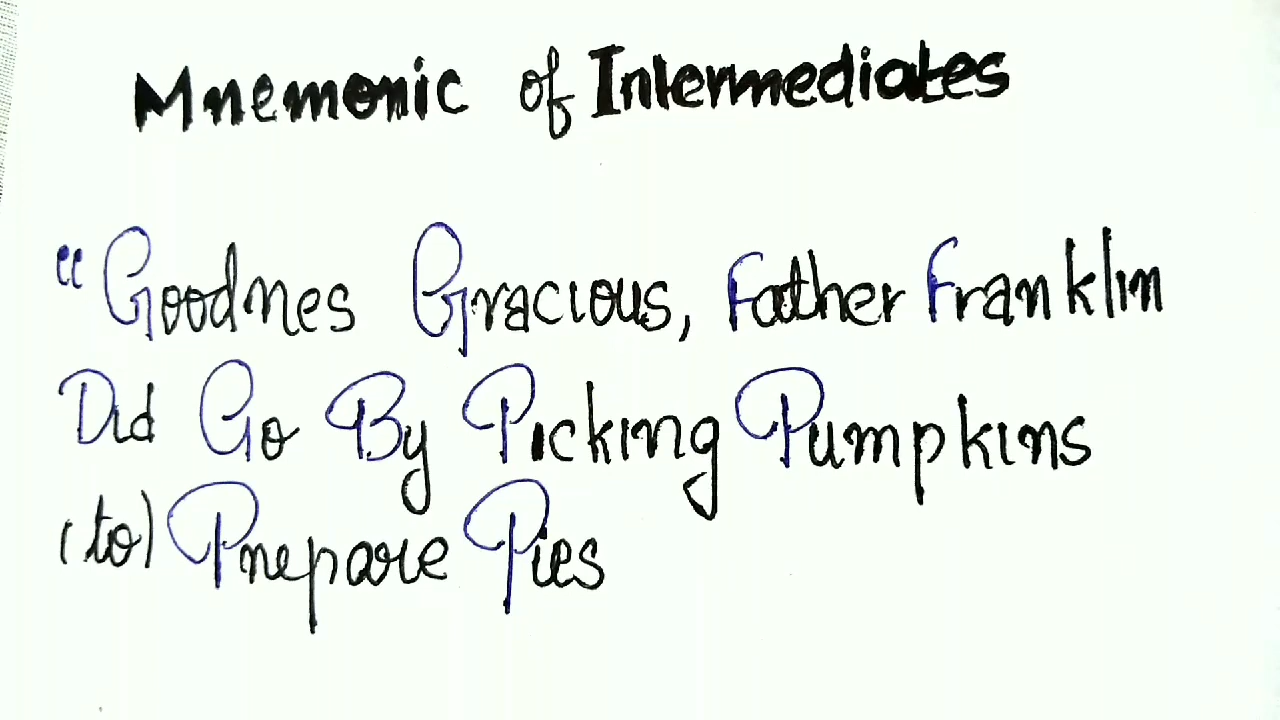 Mnemonic of Intermediates
"Goodnes Gracious, Father Franklin
Did Go By Picking Pumpkins
(to) Prepare Pies